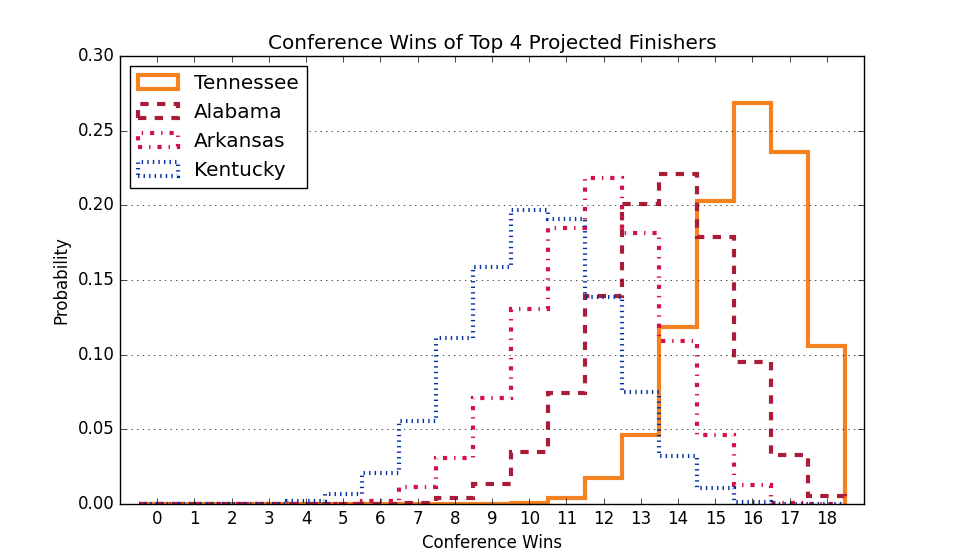 Conference Wins of Top 4 Projected Finishers
0.30
0.25
0.20
0.15
0.10
0.05
0.00
Probability
Tennessee
Alabama
Arkansas
Kentucky
0 1 2 3 4 5 6 7 8 9 10 11 12 13 14 15 16 17 18
Conference Wins